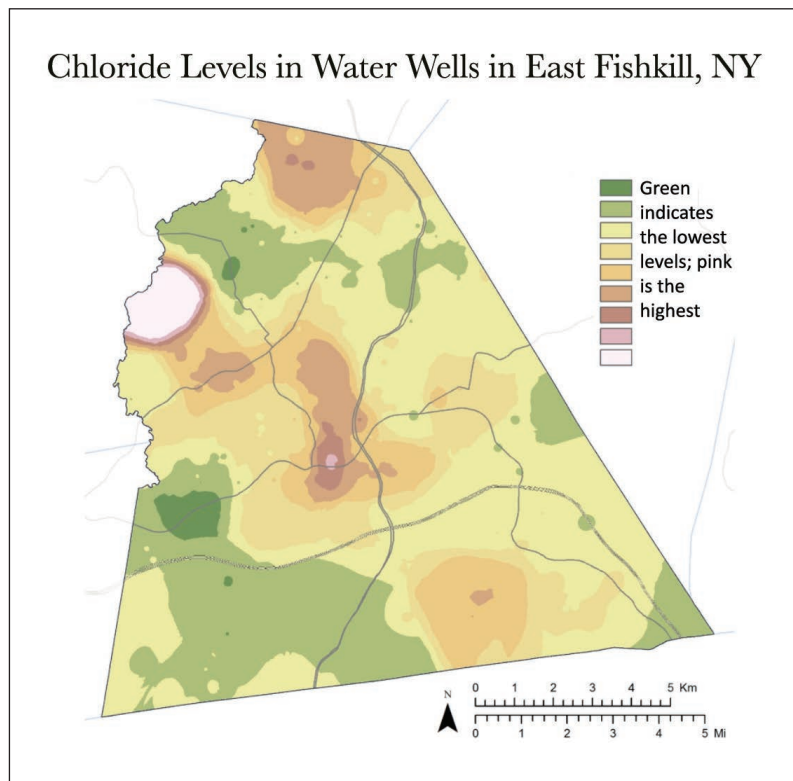 Chloride Levels in Water Wells in East Fishkill, NY
Green
indicates
the lowest
levels; pink
is the
highest
N
0 1 2 3 4 5 Km
0 1 2 3 4 5 Mi